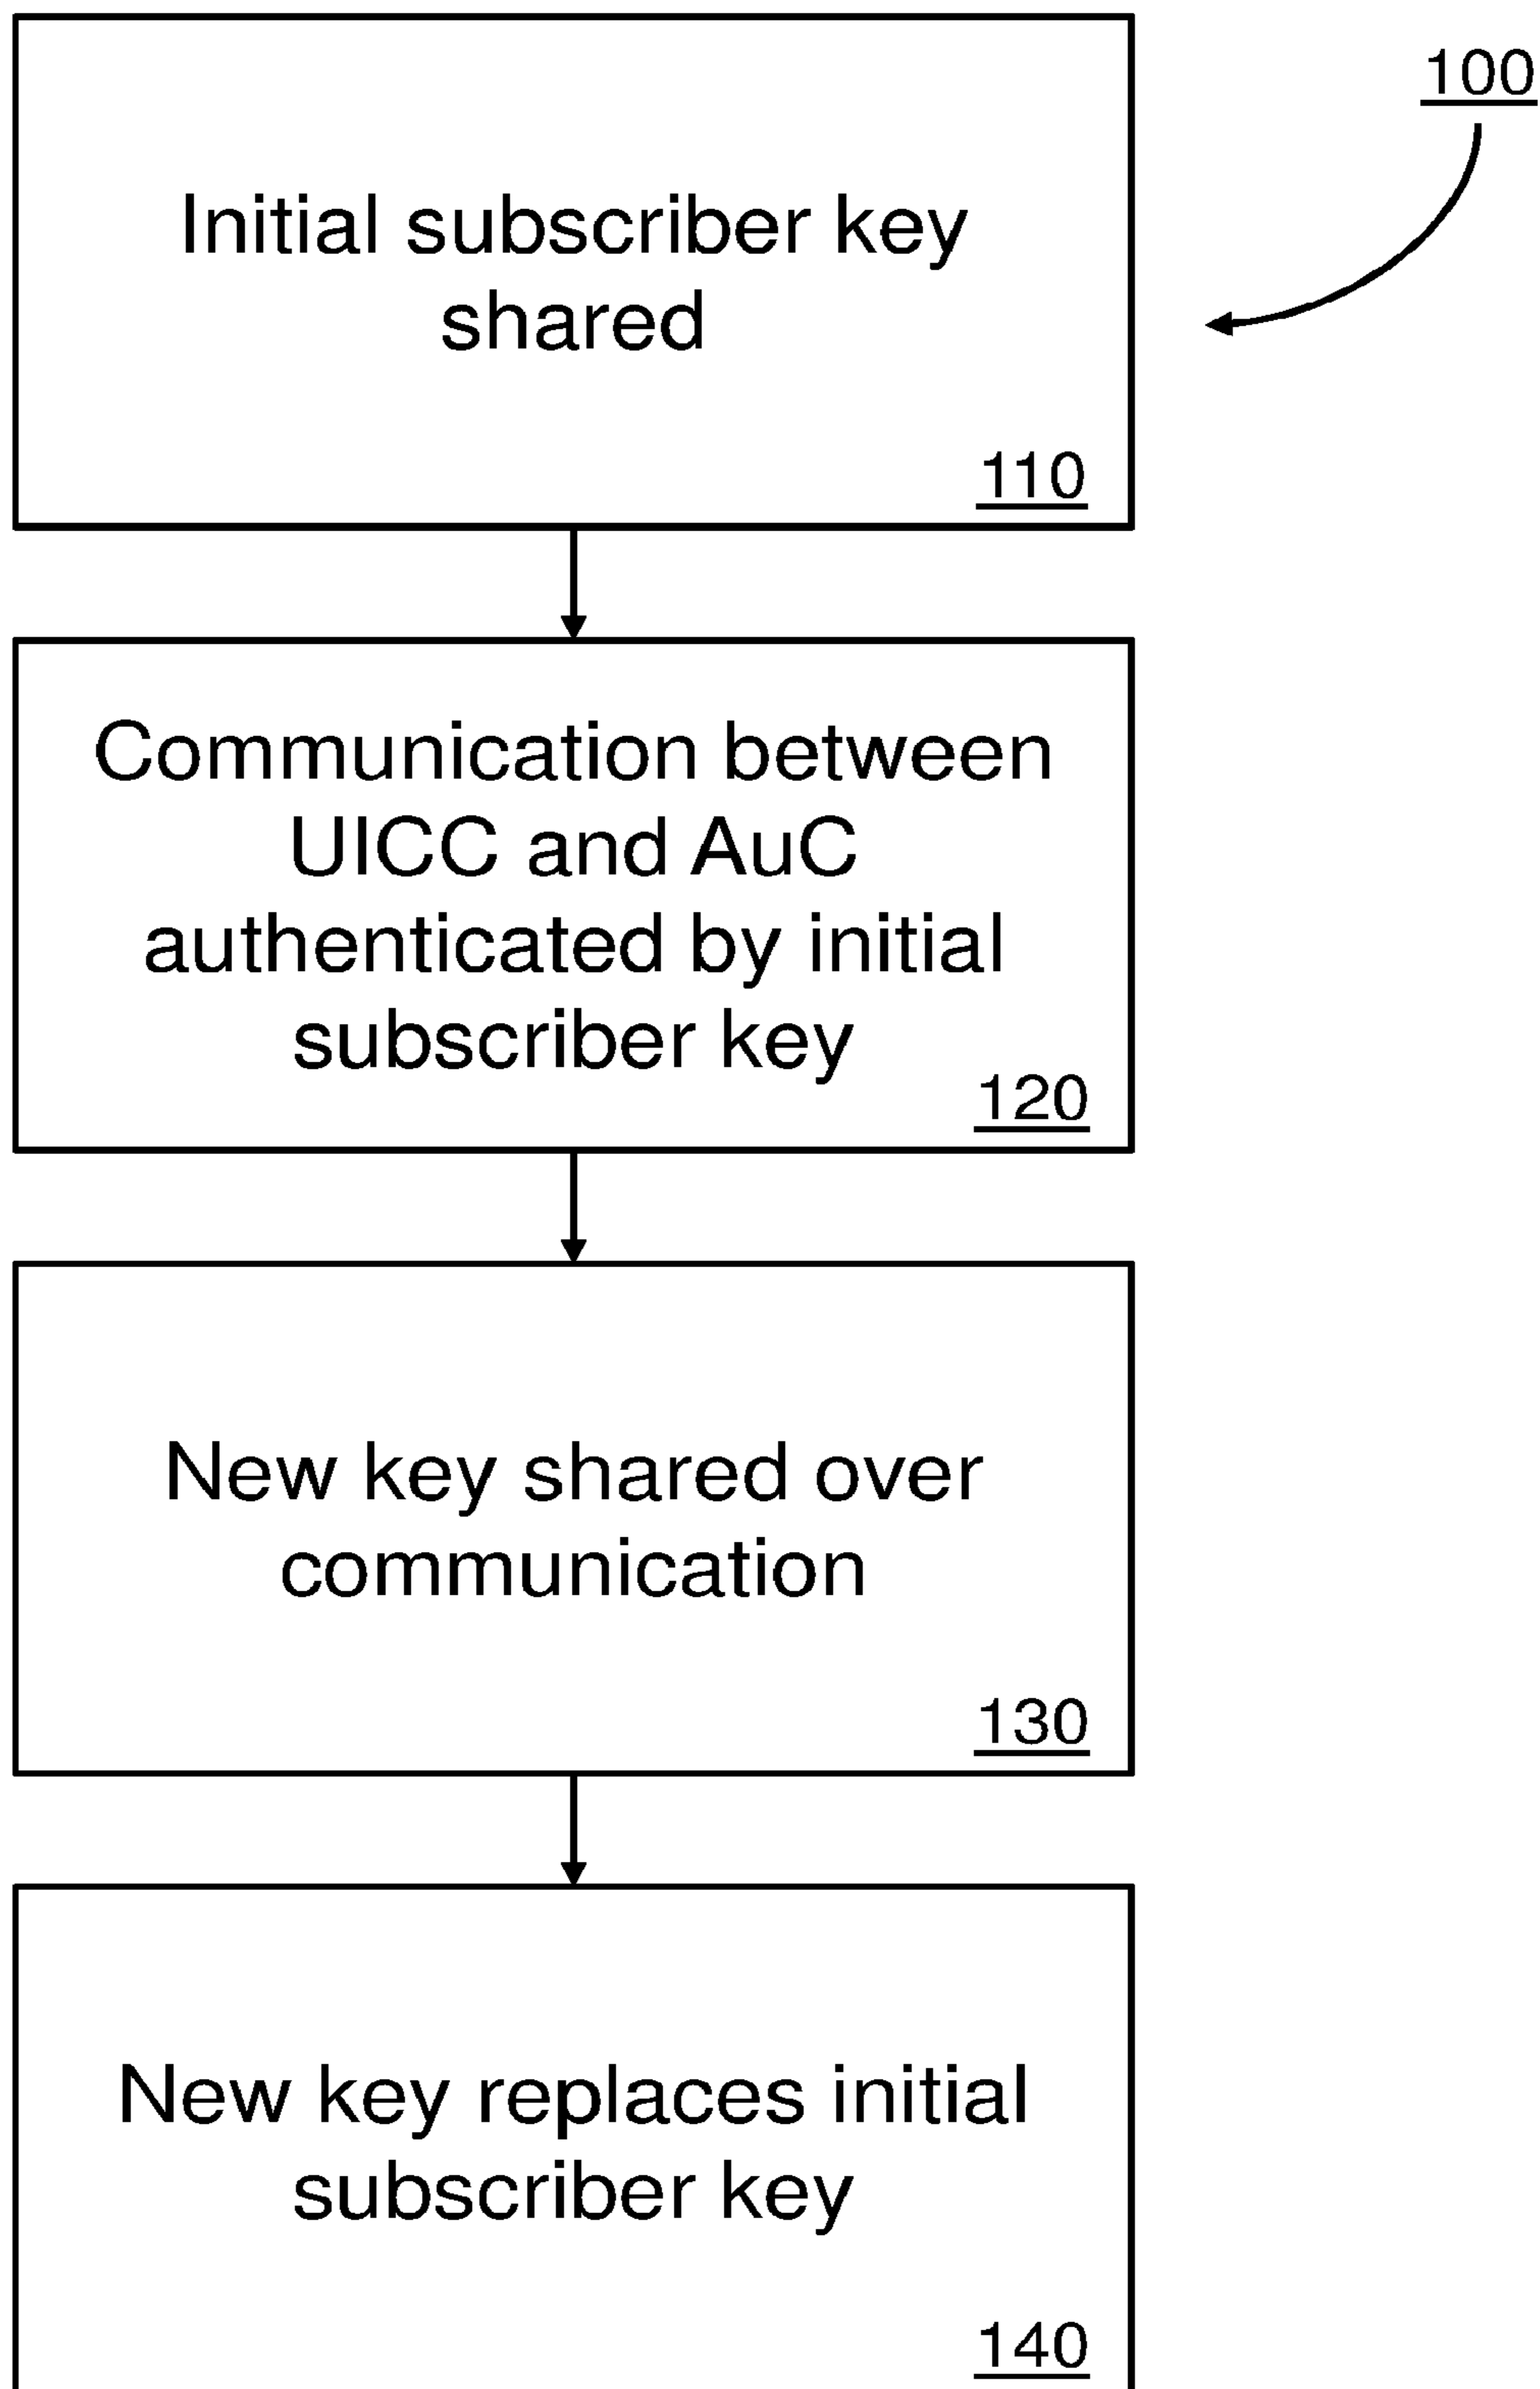 100
Initial subscriber key
shared
110
Communication between
UICC and AuC
authenticated by initial
subscriber key
120
New key shared over
communication
130
New key replaces initial
subscriber key
140